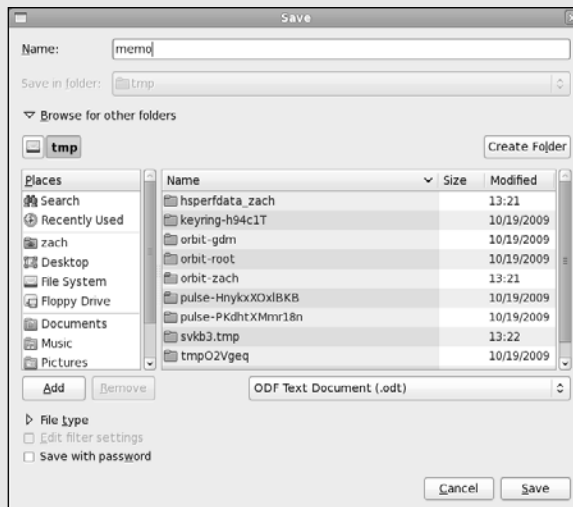 Save
Name: memo
Save in folder: tmp
Browse for other folders
tmp Create Folder
Places Name Size Modified
Search hsperfdata_zach 13:21
Recently Used keyring-h94c1T 10/19/2009
zach orbit-gdm 10/19/2009
Desktop orbit-root 10/19/2009
File System orbit-zach 13:21
Floppy Drive pulse-HnykxXOxlBKB 10/19/2009
Documents pulse-PKdhtXMmr18n 10/19/2009
Music svkb3.tmp 13:22
Pictures tmpO2Vgeq 10/19/2009
Add Remove ODF Text Document (.odt)
File type
Edit filter settings
Save with password
Cancel Save